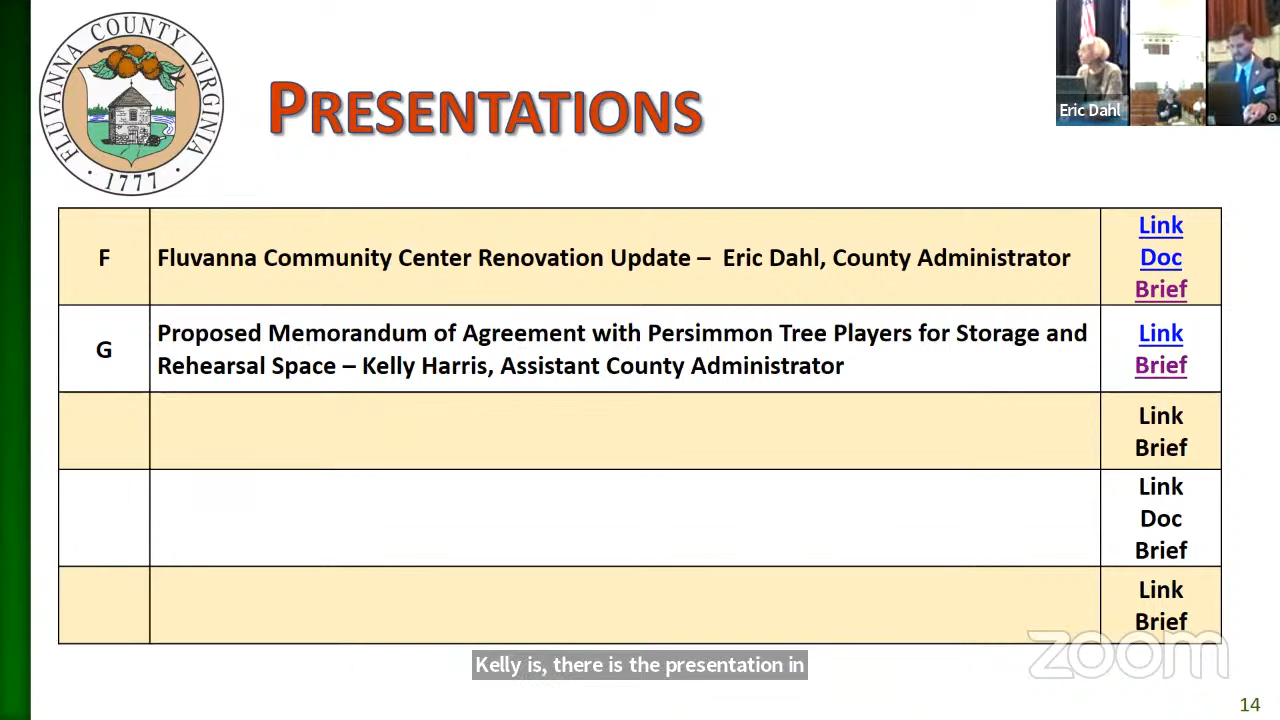 FLUVANNA COUNTY VIRGINIA
• 1777 •
PRESENTATIONS
Eric Dahl
F
Fluvanna Community Center Renovation Update – Eric Dahl, County Administrator
Link
Doc
Brief
G
Proposed Memorandum of Agreement with Persimmon Tree Players for Storage and
Rehearsal Space – Kelly Harris, Assistant County Administrator
Link
Brief
Link
Brief
Link
Doc
Brief
Link
Brief
zoom
Kelly is, there is the presentation in
14